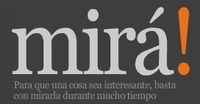 mirá!
Para que una cosa sea interesante, basta
con mirarla durante mucho tiempo